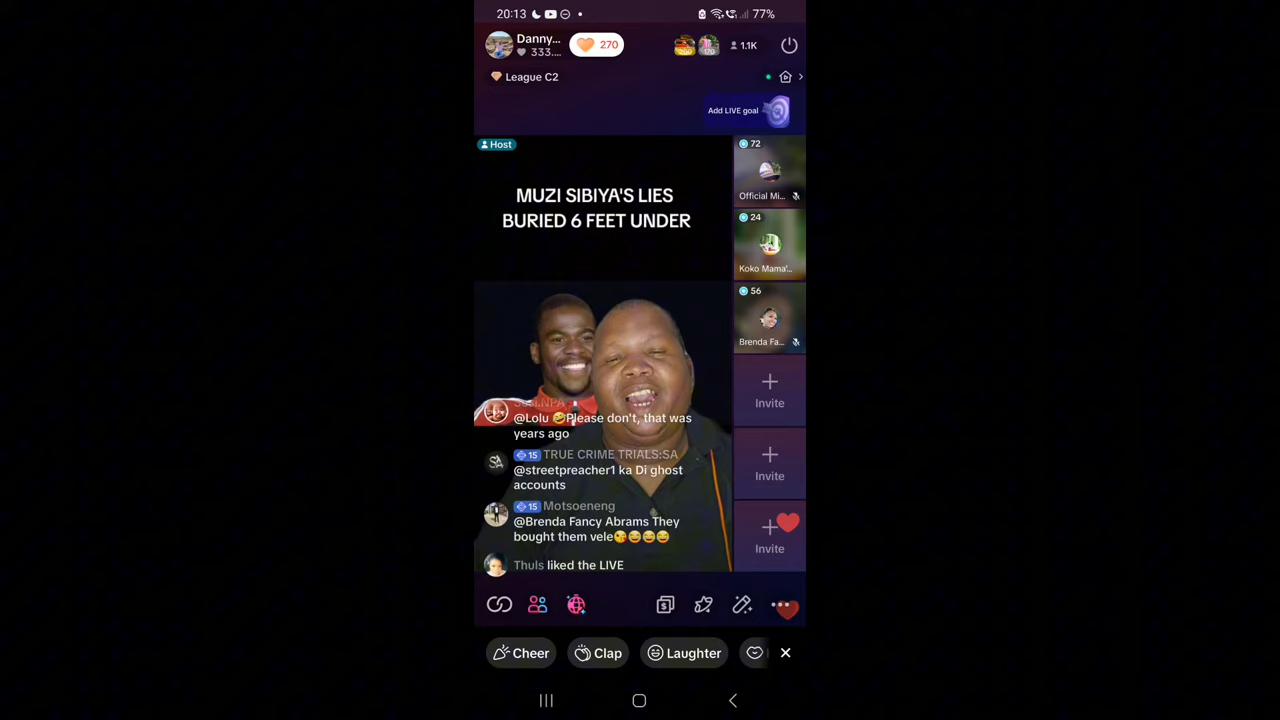 20:13
77%
Danny...
333....
270
200
170
1.1K
League C2
Add LIVE goal
Host
MUZI SIBIYA'S LIES
BURIED 6 FEET UNDER
72
Official Mi...
24
Koko Mama'...
56
Brenda Fa...
@Lolu 🤣Please don't, that was
years ago
15 TRUE CRIME TRIALS:SA
@streetpreacher1 ka Di ghost
accounts
15 Motsoeneng
@Brenda Fancy Abrams They
bought them vele😘😂😂😂
Thuls liked the LIVE
Invite
Invite
Invite
Cheer
Clap
Laughter